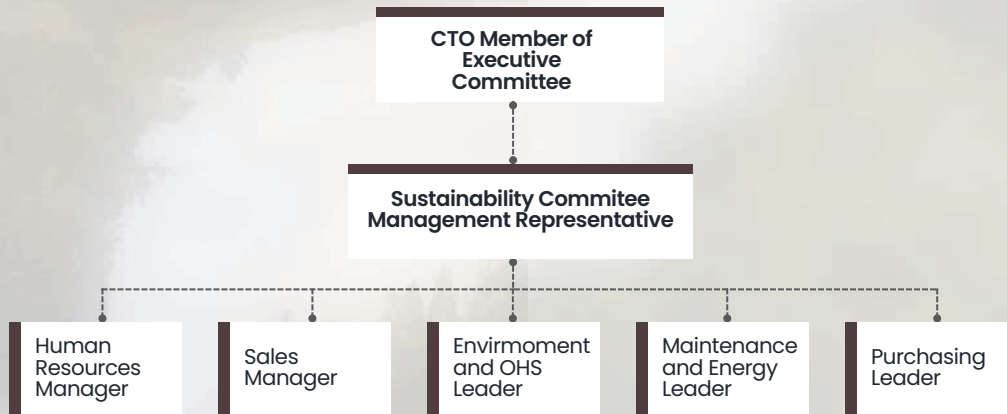 CTO Member of
Executive
Committee
Sustainability Commitee
Management Representative
Human
Resources
Manager
Sales
Manager
Envirmoment
and OHS
Leader
Maintenance
and Energy
Leader
Purchasing
Leader